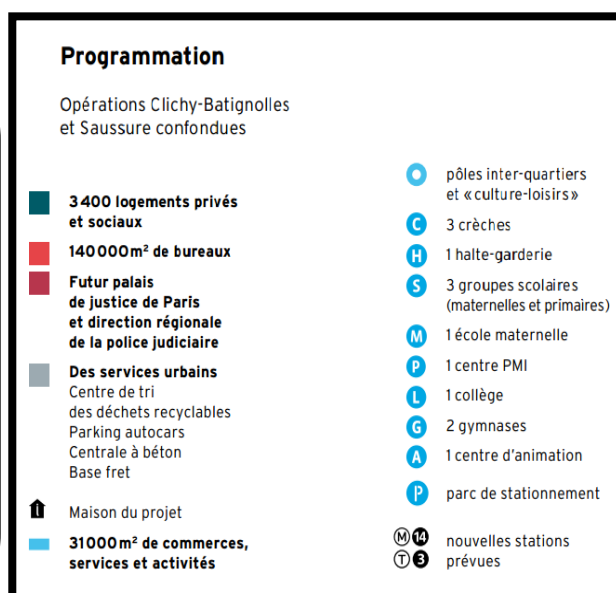 Programmation
Opérations Clichy-Batignolles
et Saussure confondues
3 400 logements privés
et sociaux
140 000 m² de bureaux
Futur palais
de justice de Paris
et direction régionale
de la police judiciaire
Des services urbains
Centre de tri
des déchets recyclables
Parking autocars
Centrale à béton
Base fret
i Maison du projet
31 000 m² de commerces,
services et activités
pôles inter-quartiers
et « culture-loisirs »
C 3 crèches
H 1 halte-garderie
S 3 groupes scolaires
(maternelles et primaires)
M 1 école maternelle
P 1 centre PMI
L 1 collège
G 2 gymnases
A 1 centre d'animation
P parc de stationnement
M 14 nouvelles stations
T 3 prévues